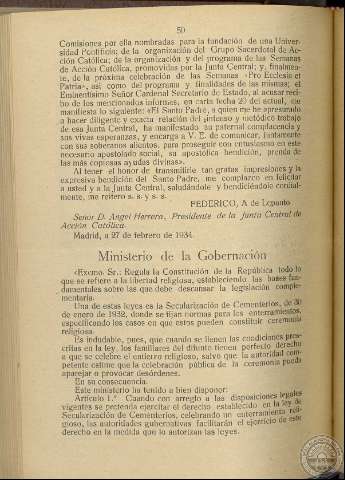 50
Comisiones por ella nombradas para la fundación de una Univer-
sidad Pontificia; de la organización del Grupo Sacerdotal de Ac-
ción Católica; de la organización y del programa de las Semanas
de Acción Católica, promovidas por la Junta Central; y, finalmen-
te, de la próxima celebración de las Semanas «Pro Ecclesia et
Patria», así como del programa y finalidades de las mismas; el
Eminentísimo Señor Cardenal Secretario de Estado, al acusar reci-
bo de los mencionados informes, en carta fecha 20 del actual, me
manifiesta lo siguiente: «El Santo Padre, a quien me he apresurado
a hacer diligente y exacta relación del intenso y metódico trabajo
de esa Junta Central, ha manifestado su paternal complacencia y
sus vivas esperanzas, y encarga a V. E. de comunicar, juntamente
con sus soberanos alientos, para proseguir con entusiasmo en este
necesario apostolado social, su apostólica bendición, prenda de
las más copiosas ayudas divinas».
Al tener el honor de transmitirle tan gratas impresiones y la
expresiva bendición del Santo Padre, me complazco en felicitar
a usted y a la Junta Central, saludándole y bendiciéndole cordial-
mente, me reitero s. s. y s. s.
FEDERICO, A de Lepanto
Señor D. Angel Herrera, Presidente de la Junta Central de
Acción Católica.
Madrid, a 27 de febrero de 1934.
Ministerio de la Gobernación
«Excmo. Sr.: Regula la Constitución de la República todo lo
que se refiere a la libertad religiosa, estableciendo las bases fun-
damentales sobre las que debe descansar la legislación comple-
mentaria.
Una de estas leyes es la Secularización de Cementerios, de 30
de enero de 1932, donde se fijan normas para los enterramientos,
especificando los casos en que estos pueden constituir ceremonia
religiosa.
Es indudable, pues, que cuando se llenen las condiciones pres-
critas en la ley, los familiares del difunto tienen perfecto derecho
a que se celebre el entierro religioso, salvo que la autoridad com-
petente estime que la celebración pública de la ceremonia pueda
aparejar o provocar desórdenes.
En su consecuencia,
Este ministerio ha tenido a bien disponer:
Artículo 1.º Cuando con arreglo a las disposiciones legales
vigentes se pretenda ejercitar el derecho establecido en la ley de
Secularización de Cementerios, celebrando un enterramiento reli-
gioso, las autoridades gubernativas facilitarán el ejercicio de este
derecho en la medida que lo autorizan las leyes.